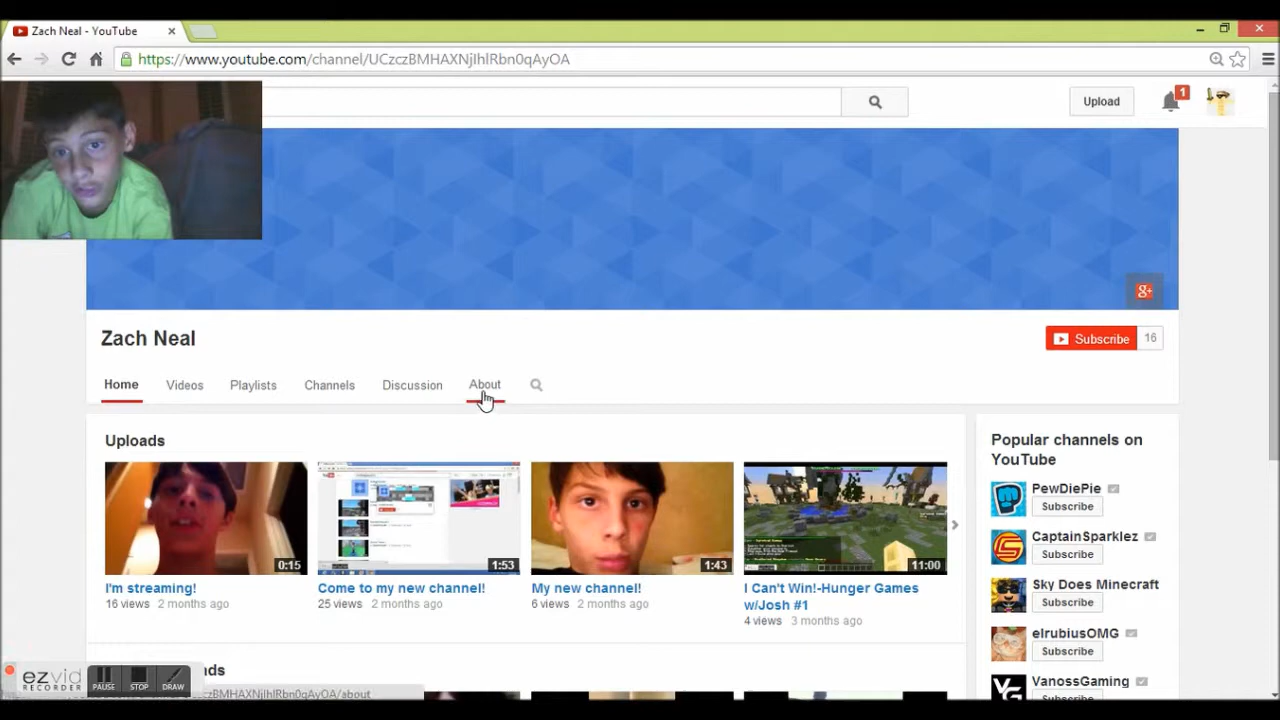 Zach Neal - YouTube
https://www.youtube.com/channel/UCzczBMHAXNjIhlRbn0qAyOA
Upload
1
Zach Neal
Subscribe 16
Home Videos Playlists Channels Discussion About
Uploads
0:15
I'm streaming!
16 views 2 months ago
1:53
Come to my new channel!
25 views 2 months ago
1:43
My new channel!
6 views 2 months ago
11:00
I Can't Win!-Hunger Games
w/Josh #1
4 views 3 months ago
Popular channels on
YouTube
PewDiePie
Subscribe
CaptainSparklez
Subscribe
Sky Does Minecraft
Subscribe
elrubiusOMG
Subscribe
VanossGaming
Subscribe
ezvid
RECORDER
PAUSE STOP DRAW